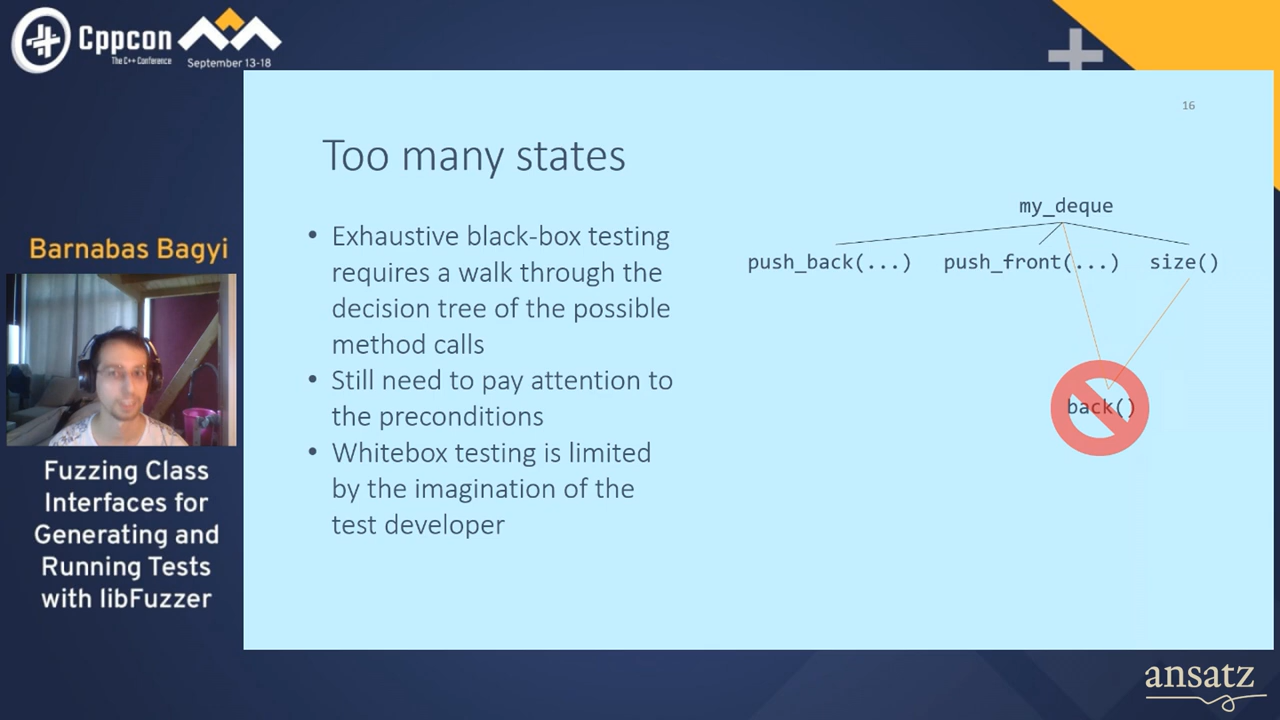 Cppcon
The C++ Conference
September 13-18
16
Too many states
• Exhaustive black-box testing
requires a walk through the
decision tree of the possible
method calls
• Still need to pay attention to
the preconditions
• Whitebox testing is limited
by the imagination of the
test developer
my_deque
push_back(...) push_front(...) size()
back()
Barnabas Bagyi
Fuzzing Class
Interfaces for
Generating and
Running Tests
with libFuzzer
ansatz